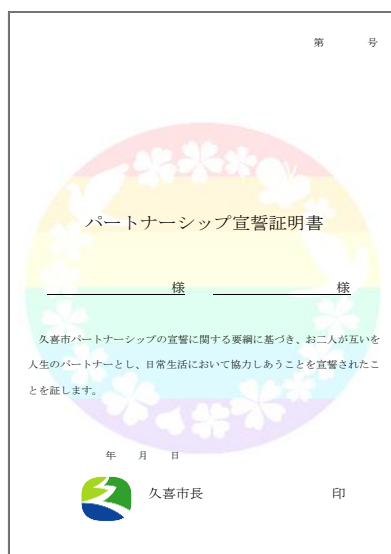 第　　　号
パートナーシップ宣誓証明書
様　　様
久喜市パートナーシップの宣誓に関する要綱に基づき、お二人が互いを
人生のパートナーとし、日常生活において協力しあうことを宣誓されたこ
とを証します。
年　月　日
久喜市長　　　印